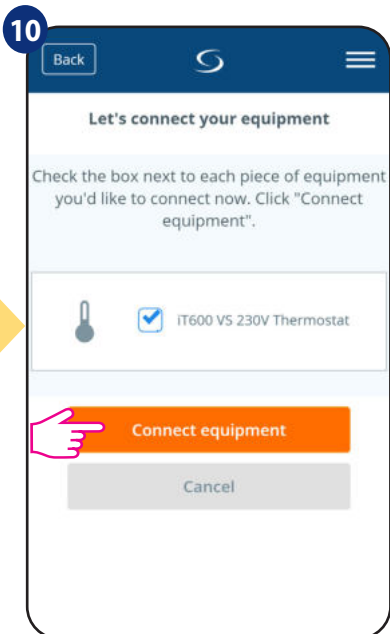 10
Back
Let's connect your equipment
Check the box next to each piece of equipment
you'd like to connect now. Click "Connect
equipment".
iT600 VS 230V Thermostat
Connect equipment
Cancel